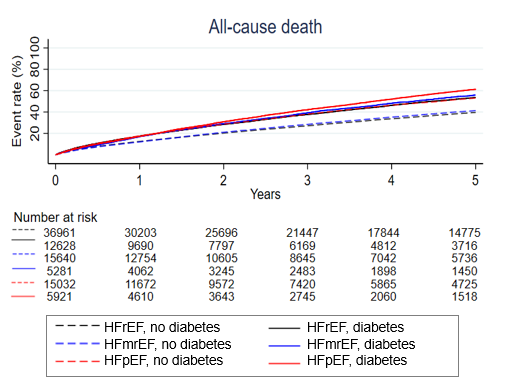 All-cause death
Event rate (%)
100
80
60
40
20
0 1 2 3 4 5
Years
Number at risk
36961 30203 25696 21447 17844 14775
12628 9690 7797 6169 4812 3716
15640 12754 10605 8645 7042 5736
5281 4062 3245 2483 1898 1450
15032 11672 9572 7420 5865 4725
5921 4610 3643 2745 2060 1518
HFrEF, no diabetes HFrEF, diabetes
HFmrEF, no diabetes HFmrEF, diabetes
HFpEF, no diabetes HFpEF, diabetes